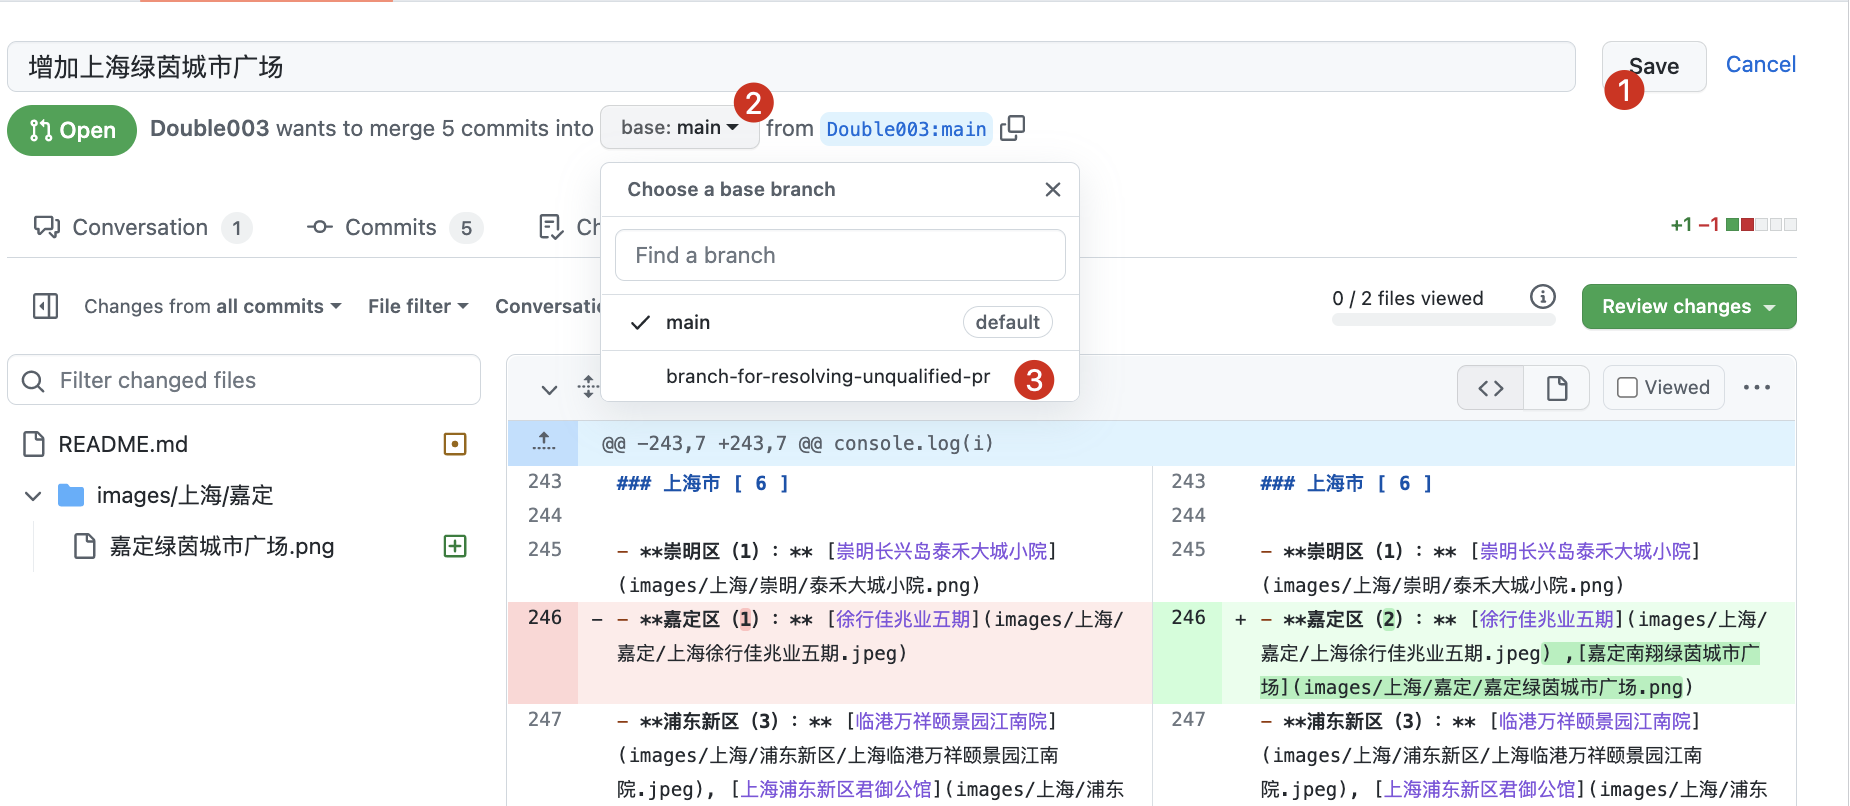 增加上海绿茵城市广场
Save
Cancel
1
2
Open
Double003 wants to merge 5 commits into base: main from Double003:main
Choose a base branch
Conversation 1
Commits 5
Ch
+1 −1
Find a branch
Changes from all commits
File filter
Conversatio
0 / 2 files viewed
Review changes
main
default
branch-for-resolving-unqualified-pr
3
Filter changed files
Viewed
README.md
images/上海/嘉定
嘉定绿茵城市广场.png
@@ −243,7 +243,7 @@ console.log(i)
243 ### 上海市 [ 6 ]
244
245 - **崇明区（1）：** [崇明长兴岛泰禾大城小院]
(images/上海/崇明/泰禾大城小院.png)
246 − - **嘉定区（1）：** [徐行佳兆业五期](images/上海/
嘉定/上海徐行佳兆业五期.jpeg)
247 - **浦东新区（3）：** [临港万祥颐景园江南院]
(images/上海/浦东新区/上海临港万祥颐景园江南
院.jpeg), [上海浦东新区君御公馆](images/上海/浦东
243 ### 上海市 [ 6 ]
244
245 - **崇明区（1）：** [崇明长兴岛泰禾大城小院]
(images/上海/崇明/泰禾大城小院.png)
246 + - **嘉定区（2）：** [徐行佳兆业五期](images/上海/
嘉定/上海徐行佳兆业五期.jpeg) ,[嘉定南翔绿茵城市广
场](images/上海/嘉定/嘉定绿茵城市广场.png)
247 - **浦东新区（3）：** [临港万祥颐景园江南院]
(images/上海/浦东新区/上海临港万祥颐景园江南
院.jpeg), [上海浦东新区君御公馆](images/上海/浦东